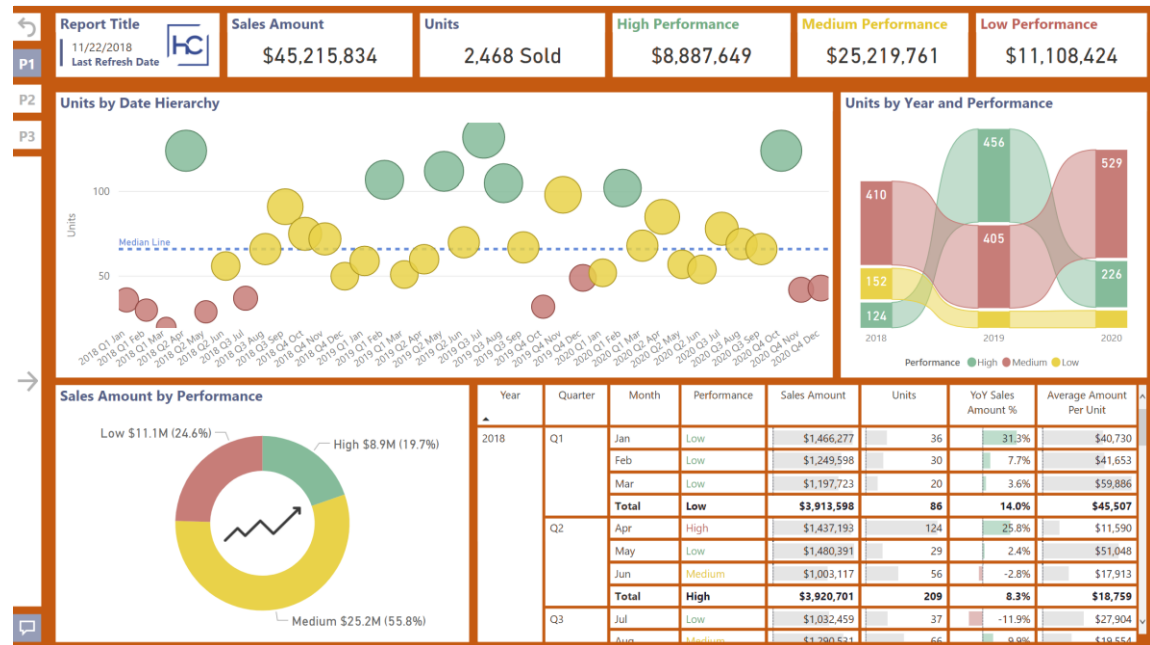 Report Title
11/22/2018
Last Refresh Date
hC
Sales Amount
$45,215,834
Units
2,468 Sold
High Performance
$8,887,649
Medium Performance
$25,219,761
Low Performance
$11,108,424
P1
P2
P3
Units by Date Hierarchy
Units
100
50
Median Line
2018 Q1 Jan
2018 Q1 Feb
2018 Q1 Mar
2018 Q2 Apr
2018 Q2 May
2018 Q2 Jun
2018 Q3 Jul
2018 Q3 Aug
2018 Q3 Sep
2018 Q4 Oct
2018 Q4 Nov
2018 Q4 Dec
2019 Q1 Jan
2019 Q1 Feb
2019 Q1 Mar
2019 Q2 Apr
2019 Q2 May
2019 Q2 Jun
2019 Q3 Jul
2019 Q3 Aug
2019 Q3 Sep
2019 Q4 Oct
2019 Q4 Nov
2019 Q4 Dec
2020 Q1 Jan
2020 Q1 Feb
2020 Q1 Mar
2020 Q2 Apr
2020 Q2 May
2020 Q2 Jun
2020 Q3 Jul
2020 Q3 Aug
2020 Q3 Sep
2020 Q4 Oct
2020 Q4 Nov
2020 Q4 Dec
Units by Year and Performance
456
529
410
405
152
226
124
2018 2019 2020
Performance High Medium Low
Sales Amount by Performance
Low $11.1M (24.6%)
High $8.9M (19.7%)
Medium $25.2M (55.8%)
Year Quarter Month Performance Sales Amount Units YoY Sales Amount % Average Amount Per Unit
2018 Q1 Jan Low $1,466,277 36 31.3% $40,730
Feb Low $1,249,598 30 7.7% $41,653
Mar Low $1,197,723 20 3.6% $59,886
Total Low $3,913,598 86 14.0% $45,507
Q2 Apr High $1,437,193 124 25.8% $11,590
May Low $1,480,391 29 2.4% $51,048
Jun Medium $1,003,117 56 -2.8% $17,913
Total High $3,920,701 209 8.3% $18,759
Q3 Jul Low $1,032,459 37 -11.9% $27,904
Aug Medium $1,290,531 66 9.9% $19,554